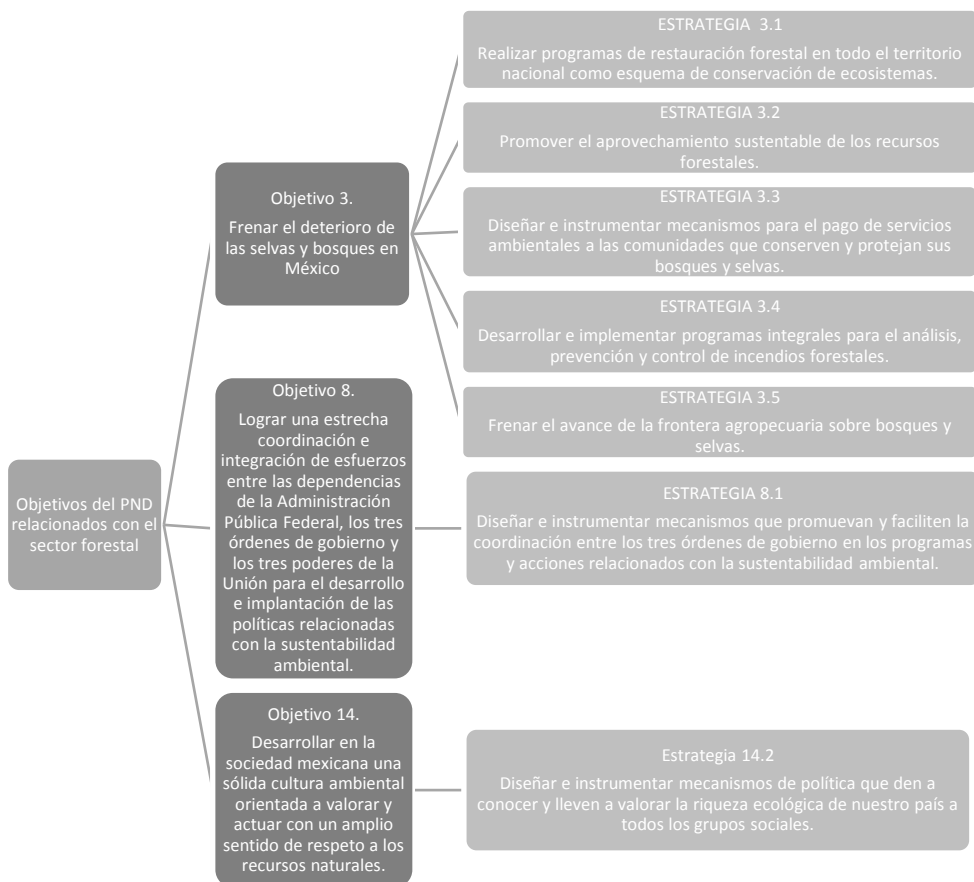 Objetivos del PND
relacionados con el
sector forestal
Objetivo 3.
Frenar el deterioro de
las selvas y bosques en
México
ESTRATEGIA 3.1
Realizar programas de restauración forestal en todo el territorio
nacional como esquema de conservación de ecosistemas.
ESTRATEGIA 3.2
Promover el aprovechamiento sustentable de los recursos
forestales.
ESTRATEGIA 3.3
Diseñar e instrumentar mecanismos para el pago de servicios
ambientales a las comunidades que conserven y protejan sus
bosques y selvas.
ESTRATEGIA 3.4
Desarrollar e implementar programas integrales para el análisis,
prevención y control de incendios forestales.
ESTRATEGIA 3.5
Frenar el avance de la frontera agropecuaria sobre bosques y
selvas.
Objetivo 8.
Lograr una estrecha
coordinación e
integración de esfuerzos
entre las dependencias
de la Administración
Pública Federal, los tres
órdenes de gobierno y
los tres poderes de la
Unión para el desarrollo
e implantación de las
políticas relacionadas
con la sustentabilidad
ambiental.
ESTRATEGIA 8.1
Diseñar e instrumentar mecanismos que promuevan y faciliten la
coordinación entre los tres órdenes de gobierno en los programas
y acciones relacionados con la sustentabilidad ambiental.
Objetivo 14.
Desarrollar en la
sociedad mexicana una
sólida cultura ambiental
orientada a valorar y
actuar con un amplio
sentido de respeto a los
recursos naturales.
Estrategia 14.2
Diseñar e instrumentar mecanismos de política que den a
conocer y lleven a valorar la riqueza ecológica de nuestro país a
todos los grupos sociales.